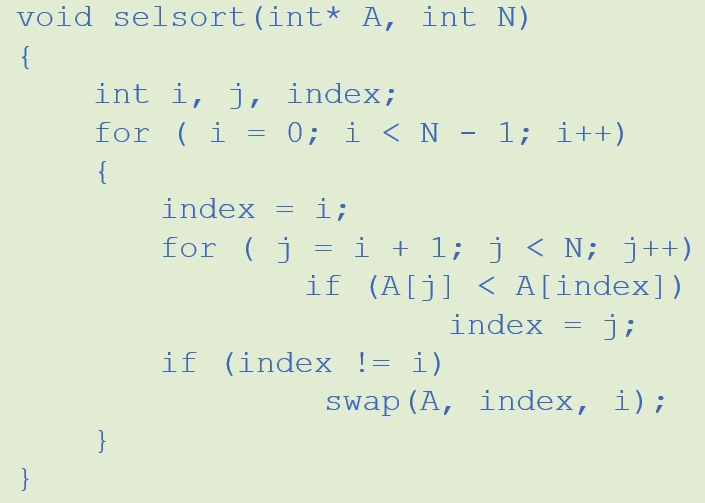 void selsort(int* A, int N)
{
int i, j, index;
for ( i = 0; i < N - 1; i++)
{
index = i;
for ( j = i + 1; j < N; j++)
if (A[j] < A[index])
index = j;
if (index != i)
swap(A, index, i);
}
}